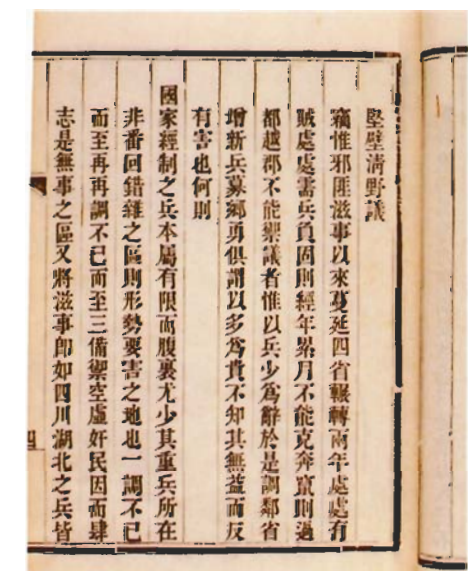 堅壁淸野議
竊惟邪匪滋事以來蔓延四省輾轉兩年處處有
賊處處需兵負固則經年累月不能克奔竄則過
都越郡不能禦議者惟以兵少爲辭於是調鄰省
增新兵募鄉勇俱謂以多爲貴不知其無益而反
有害也何則
國家經制之兵本屬有限而腹裏尤少其重兵所在
非番回錯雜之區則形勢要害之地也一調不已
而至再再調不已而至三備禦空虛奸民因而肆
志是無事之區又將滋事卽如四川湖北之兵皆
四